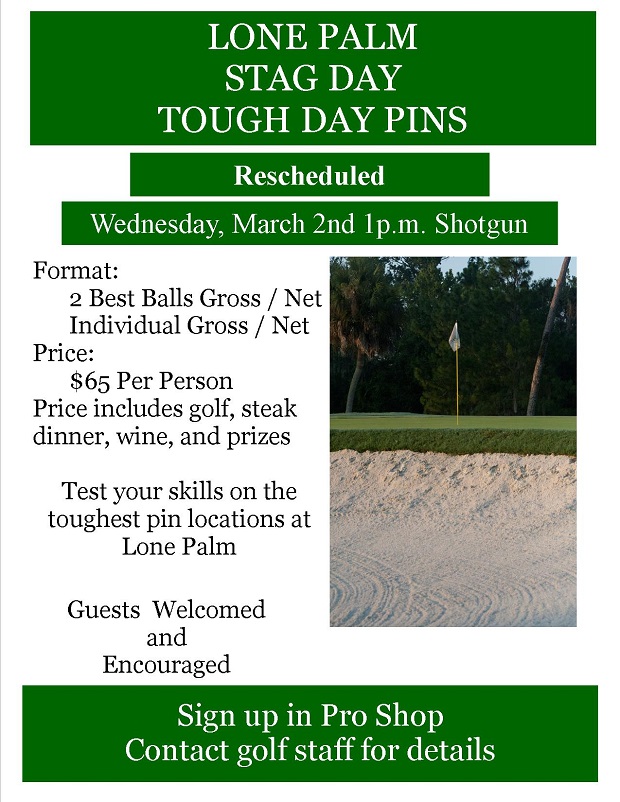 LONE PALM
STAG DAY
TOUGH DAY PINS
Rescheduled
Wednesday, March 2nd 1p.m. Shotgun
Format:
2 Best Balls Gross / Net
Individual Gross / Net
Price:
$65 Per Person
Price includes golf, steak
dinner, wine, and prizes
Test your skills on the
toughest pin locations at
Lone Palm
Guests  Welcomed
and
Encouraged
Sign up in Pro Shop
Contact golf staff for details